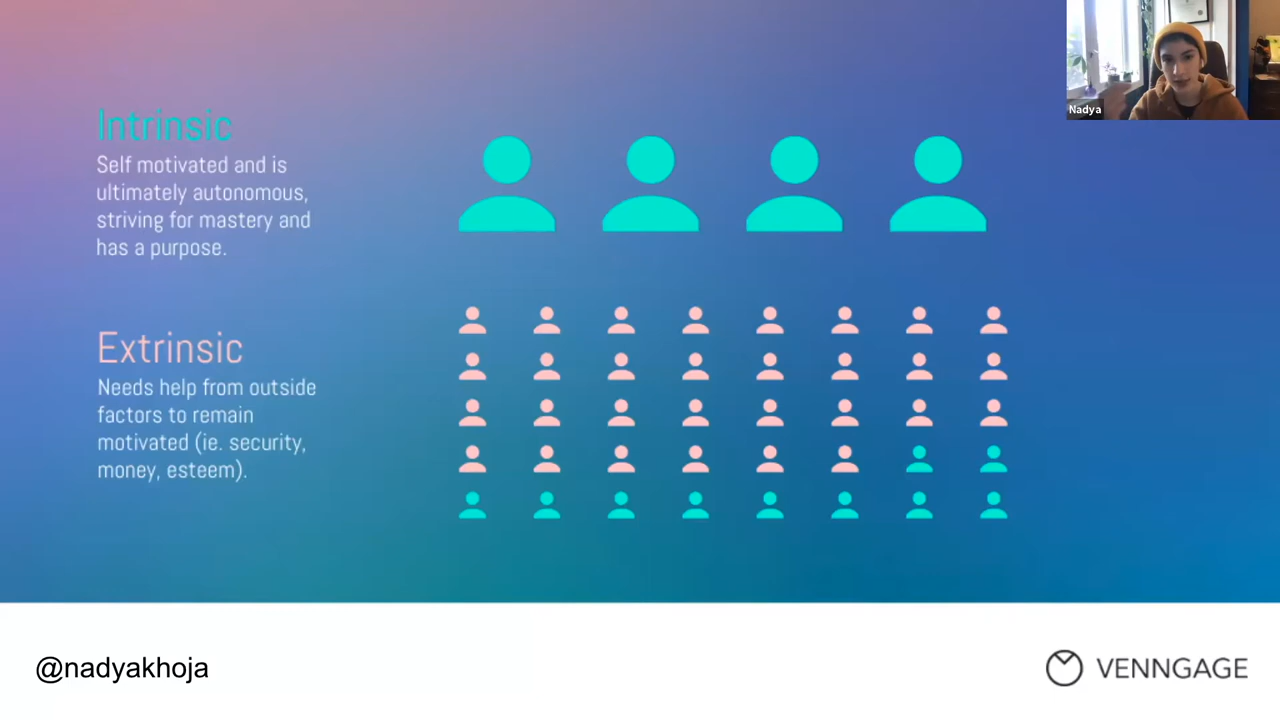 Nadya
Intrinsic
Self motivated and is
ultimately autonomous,
striving for mastery and
has a purpose.
Extrinsic
Needs help from outside
factors to remain
motivated (ie. security,
money, esteem).
@nadyakhoja
VENNGAGE